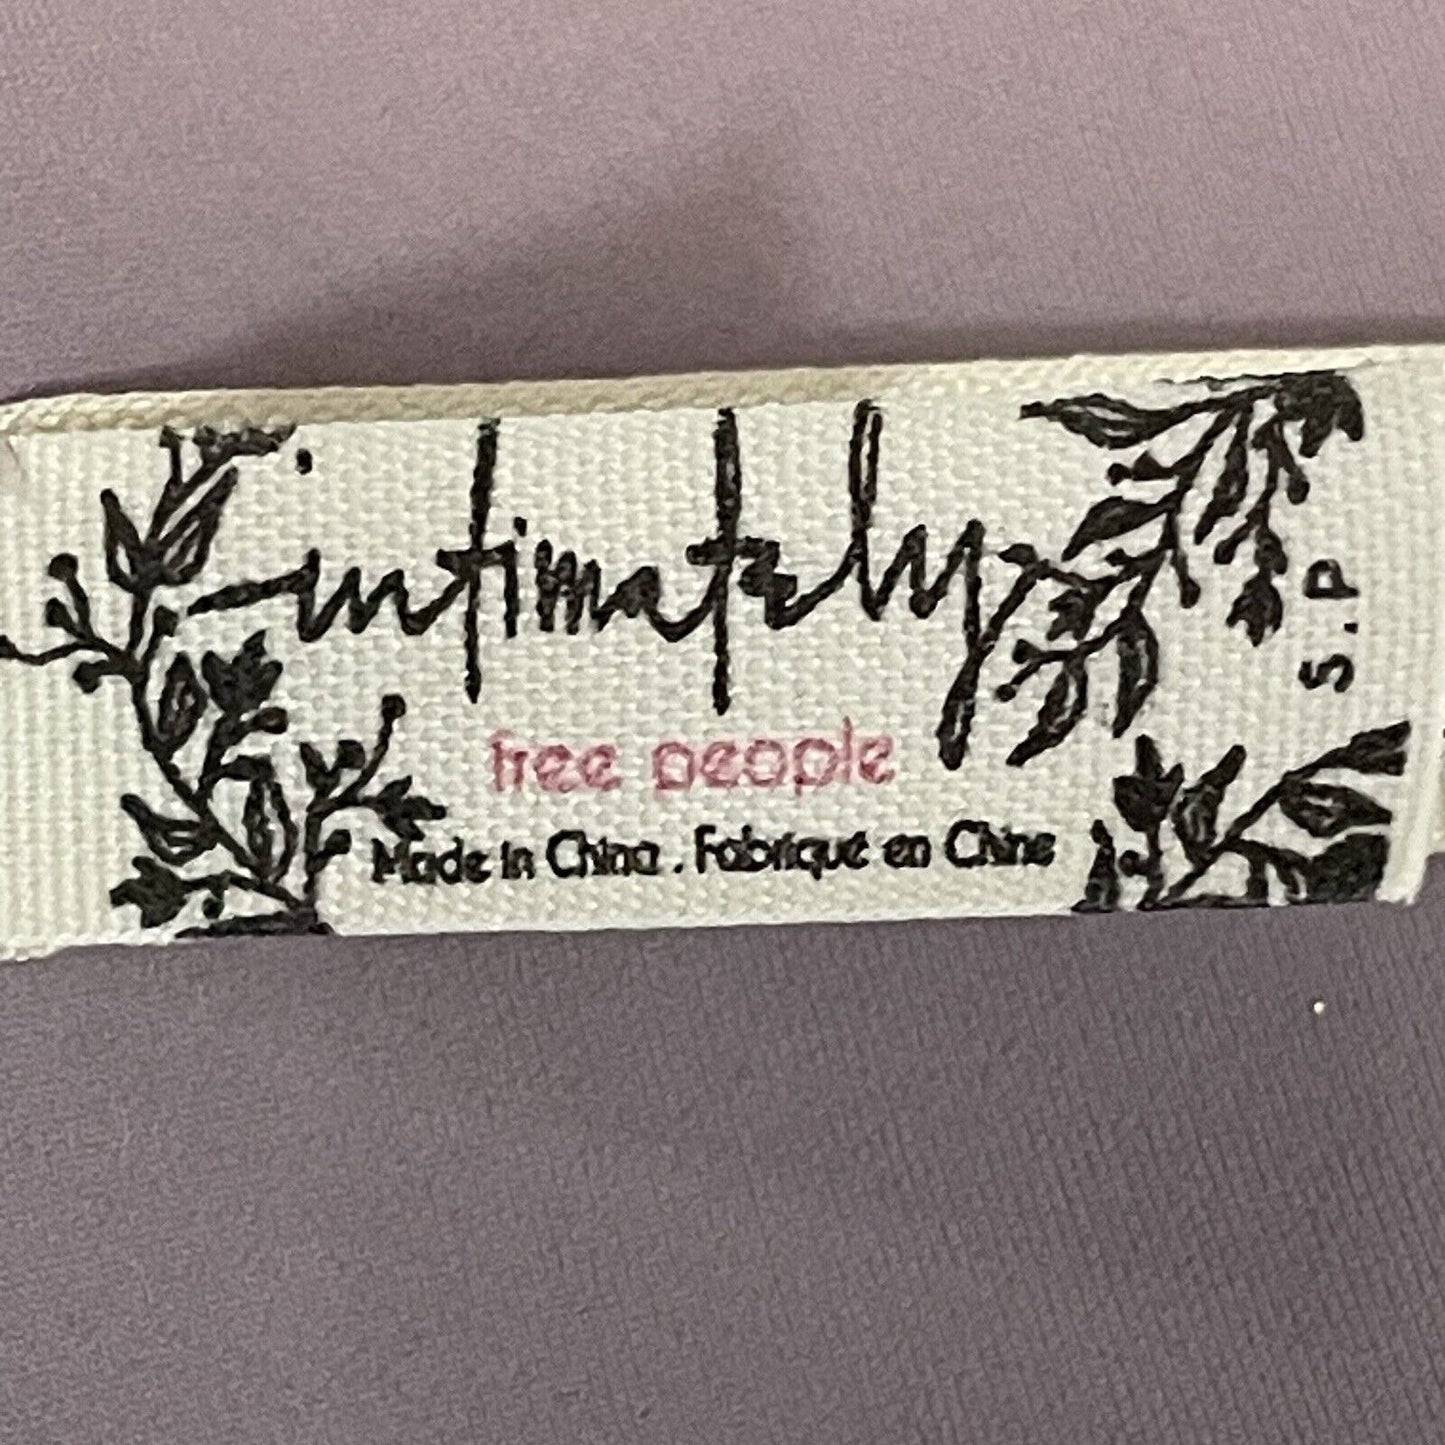 intimately
free people
Made in China . Fabriqué en Chine
S.P